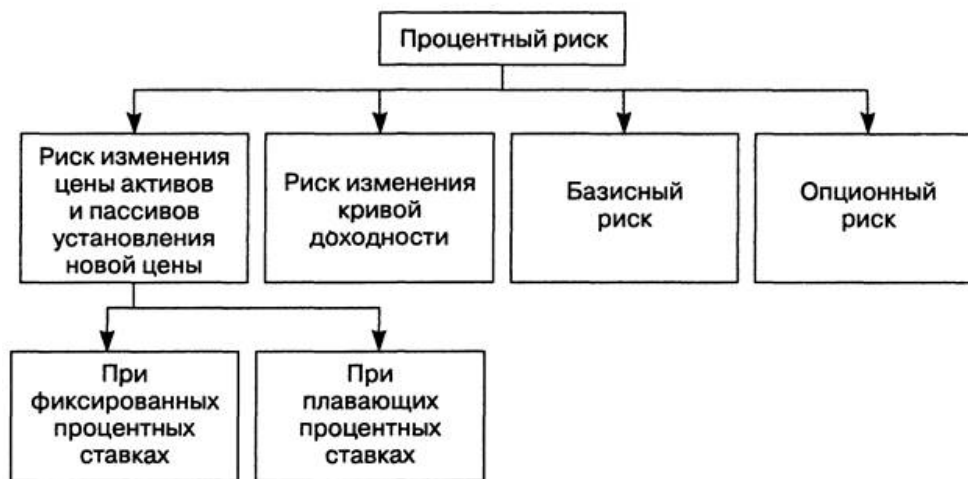 Процентный риск
Риск изменения
цены активов
и пассивов
установления
новой цены
Риск изменения
кривой
доходности
Базисный
риск
Опционный
риск
При
фиксированных
процентных
ставках
При
плавающих
процентных
ставках